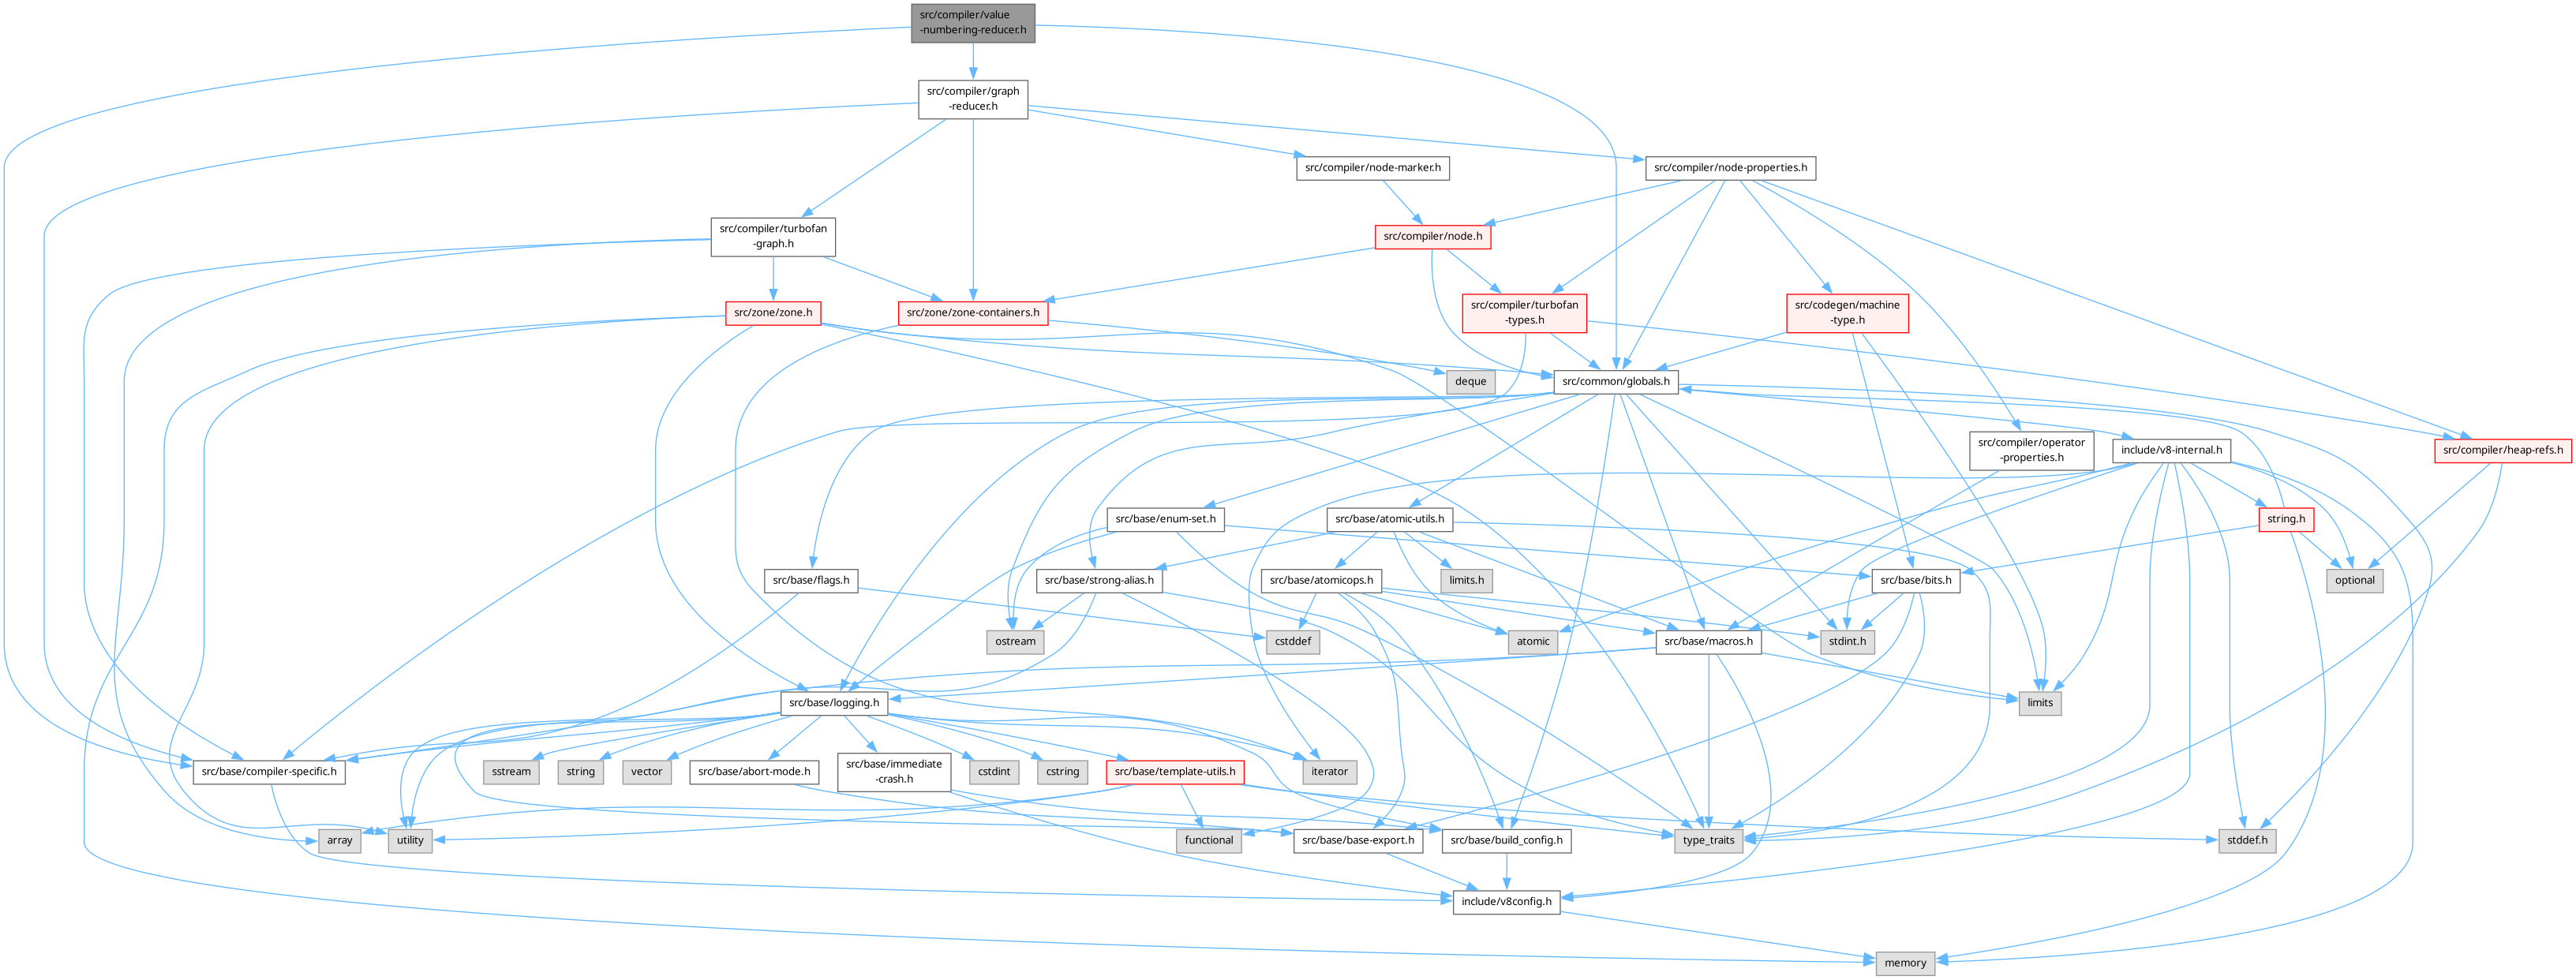 src/compiler/value
-numbering-reducer.h
src/compiler/graph
-reducer.h
src/compiler/node-marker.h
src/compiler/node-properties.h
src/compiler/turbofan
-graph.h
src/compiler/node.h
src/zone/zone.h
src/zone/zone-containers.h
src/compiler/turbofan
-types.h
src/codegen/machine
-type.h
deque
src/common/globals.h
src/compiler/operator
-properties.h
include/v8-internal.h
src/compiler/heap-refs.h
src/base/enum-set.h
src/base/atomic-utils.h
string.h
src/base/flags.h
src/base/strong-alias.h
src/base/atomicops.h
limits.h
src/base/bits.h
optional
ostream
cstddef
atomic
src/base/macros.h
stdint.h
src/base/logging.h
limits
src/base/compiler-specific.h
sstream
string
vector
src/base/abort-mode.h
src/base/immediate
-crash.h
cstdint
cstring
src/base/template-utils.h
iterator
array
utility
functional
src/base/base-export.h
src/base/build_config.h
type_traits
stddef.h
include/v8config.h
memory